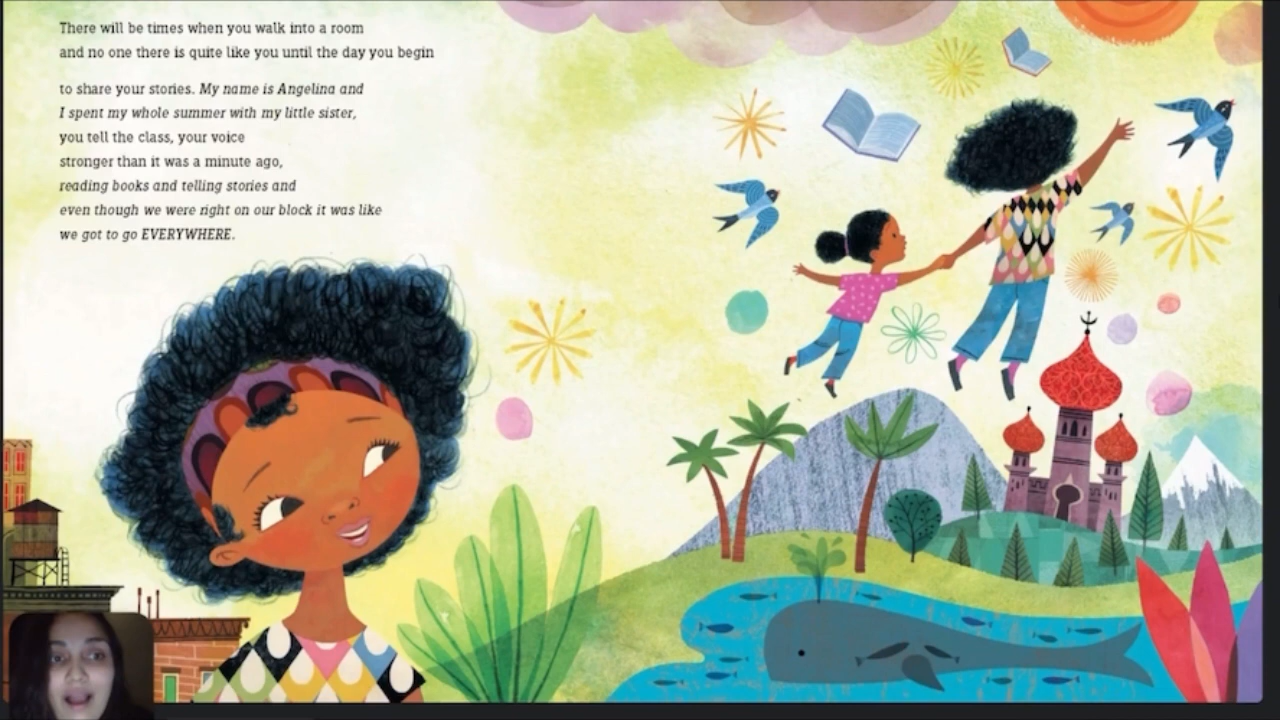 There will be times when you walk into a room
and no one there is quite like you until the day you begin
to share your stories. My name is Angelina and
I spent my whole summer with my little sister,
you tell the class, your voice
stronger than it was a minute ago,
reading books and telling stories and
even though we were right on our block it was like
we got to go EVERYWHERE.